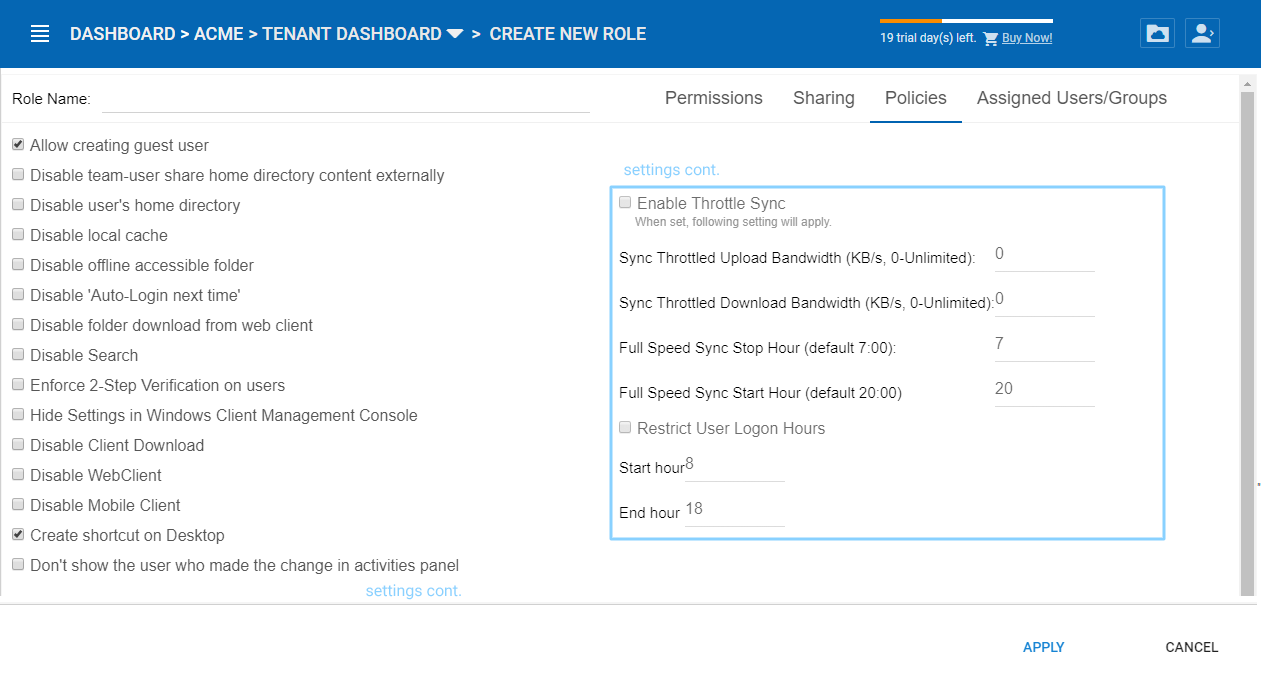 DASHBOARD > ACME > TENANT DASHBOARD > CREATE NEW ROLE
19 trial day(s) left. Buy Now!
Role Name:
Permissions Sharing Policies Assigned Users/Groups
Allow creating guest user
Disable team-user share home directory content externally
Disable user's home directory
Disable local cache
Disable offline accessible folder
Disable 'Auto-Login next time'
Disable folder download from web client
Disable Search
Enforce 2-Step Verification on users
Hide Settings in Windows Client Management Console
Disable Client Download
Disable WebClient
Disable Mobile Client
Create shortcut on Desktop
Don't show the user who made the change in activities panel
settings cont.
settings cont.
Enable Throttle Sync
When set, following setting will apply.
Sync Throttled Upload Bandwidth (KB/s, 0-Unlimited): 0
Sync Throttled Download Bandwidth (KB/s, 0-Unlimited): 0
Full Speed Sync Stop Hour (default 7:00): 7
Full Speed Sync Start Hour (default 20:00) 20
Restrict User Logon Hours
Start hour 8
End hour 18
APPLY CANCEL